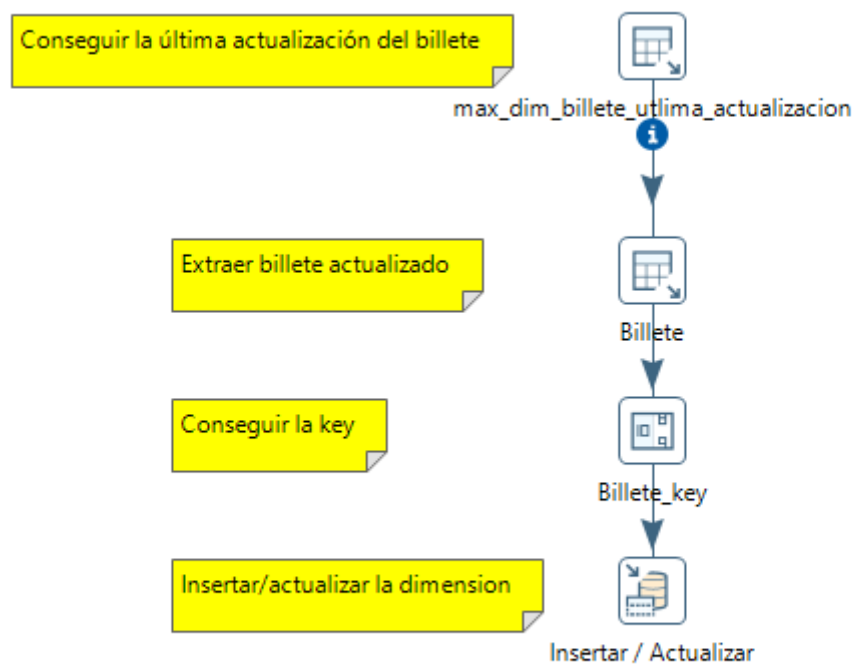 Conseguir la última actualización del billete
max_dim_billete_utlima_actualizacion
Extraer billete actualizado
Billete
Conseguir la key
Billete_key
Insertar/actualizar la dimension
Insertar / Actualizar